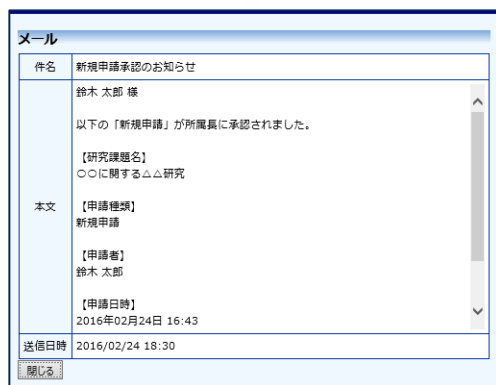 メール
件名 新規申請承認のお知らせ
鈴木 太郎 様
以下の「新規申請」が所属長に承認されました。
【研究課題名】
○○に関する△△研究
本文
【申請種類】
新規申請
【申請者】
鈴木 太郎
【申請日時】
2016年02月24日 16:43
送信日時 2016/02/24 18:30
閉じる